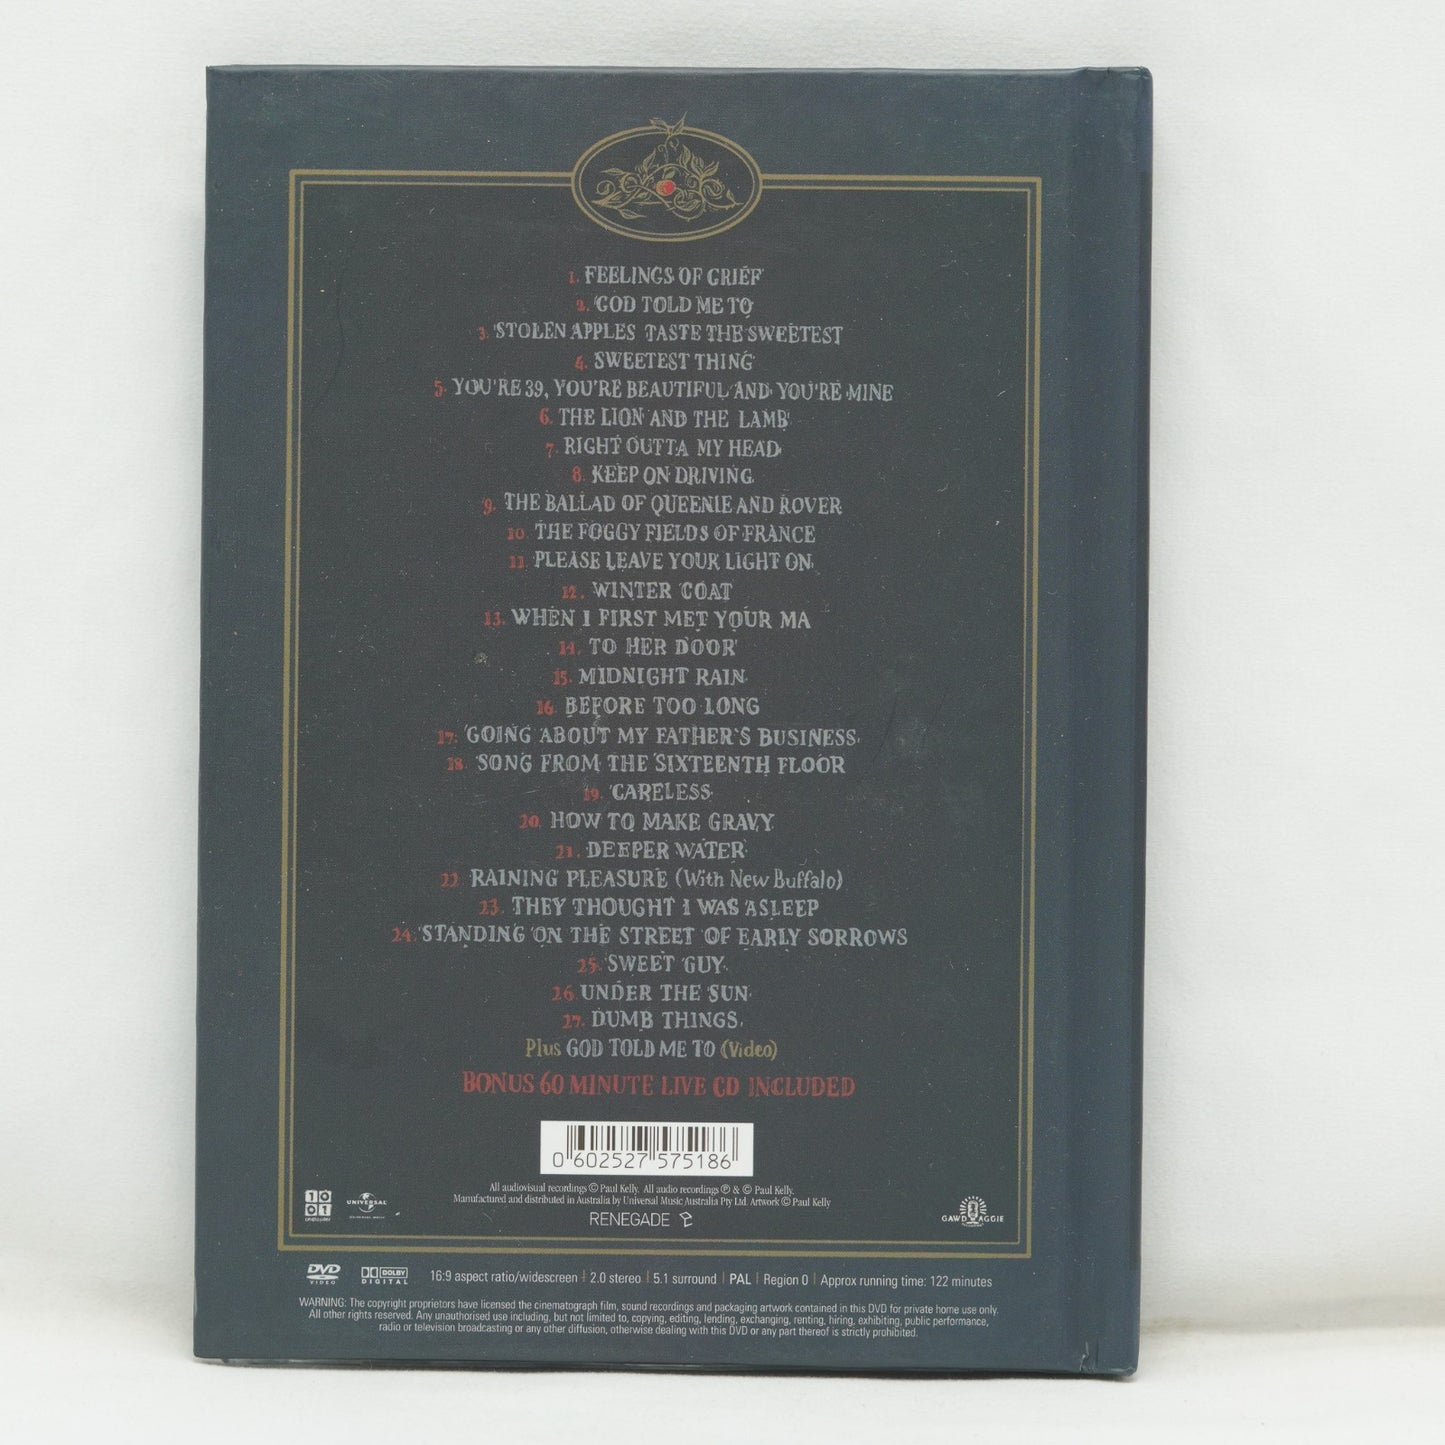 1. FEELINGS OF GRIEF
2. GOD TOLD ME TO
3. STOLEN APPLES TASTE THE SWEETEST
4. SWEETEST THING
5. YOU'RE 39, YOU'RE BEAUTIFUL AND YOU'RE MINE
6. THE LION AND THE LAMB
7. RIGHT OUTTA MY HEAD
8. KEEP ON DRIVING
9. THE BALLAD OF QUEENIE AND ROVER
10. THE FOGGY FIELDS OF FRANCE
11. PLEASE LEAVE YOUR LIGHT ON
12. WINTER COAT
13. WHEN I FIRST MET YOUR MA
14. TO HER DOOR
15. MIDNIGHT RAIN
16. BEFORE TOO LONG
17. GOING ABOUT MY FATHER'S BUSINESS
18. SONG FROM THE SIXTEENTH FLOOR
19. CARELESS
20. HOW TO MAKE GRAVY
21. DEEPER WATER
22 RAINING PLEASURE (With New Buffalo)
23. THEY THOUGHT I WAS ASLEEP
24. STANDING ON THE STREET OF EARLY SORROWS
25. SWEET GUY
26. UNDER THE SUN
27. DUMB THINGS
Plus GOD TOLD ME TO (Video)
BONUS 60 MINUTE LIVE CD INCLUDED
0 602527 575186
All audiovisual recordings © Paul Kelly. All audio recordings ℗ & © Paul Kelly.
Manufactured and distributed in Australia by Universal Music Australia Pty Ltd. Artwork © Paul Kelly
RENEGADE
UNIVERSAL
GAWD AGGIE
DVD VIDEO
DOLBY DIGITAL
16:9 aspect ratio/widescreen | 2.0 stereo | 5.1 surround | PAL | Region 0 | Approx running time: 122 minutes
WARNING: The copyright proprietors have licensed the cinematograph film, sound recordings and packaging artwork contained in this DVD for private home use only.
All other rights reserved. Any unauthorised use including, but not limited to, copying, editing, lending, exchanging, renting, hiring, exhibiting, public performance,
radio or television broadcasting or any other diffusion, otherwise dealing with this DVD or any part thereof is strictly prohibited.